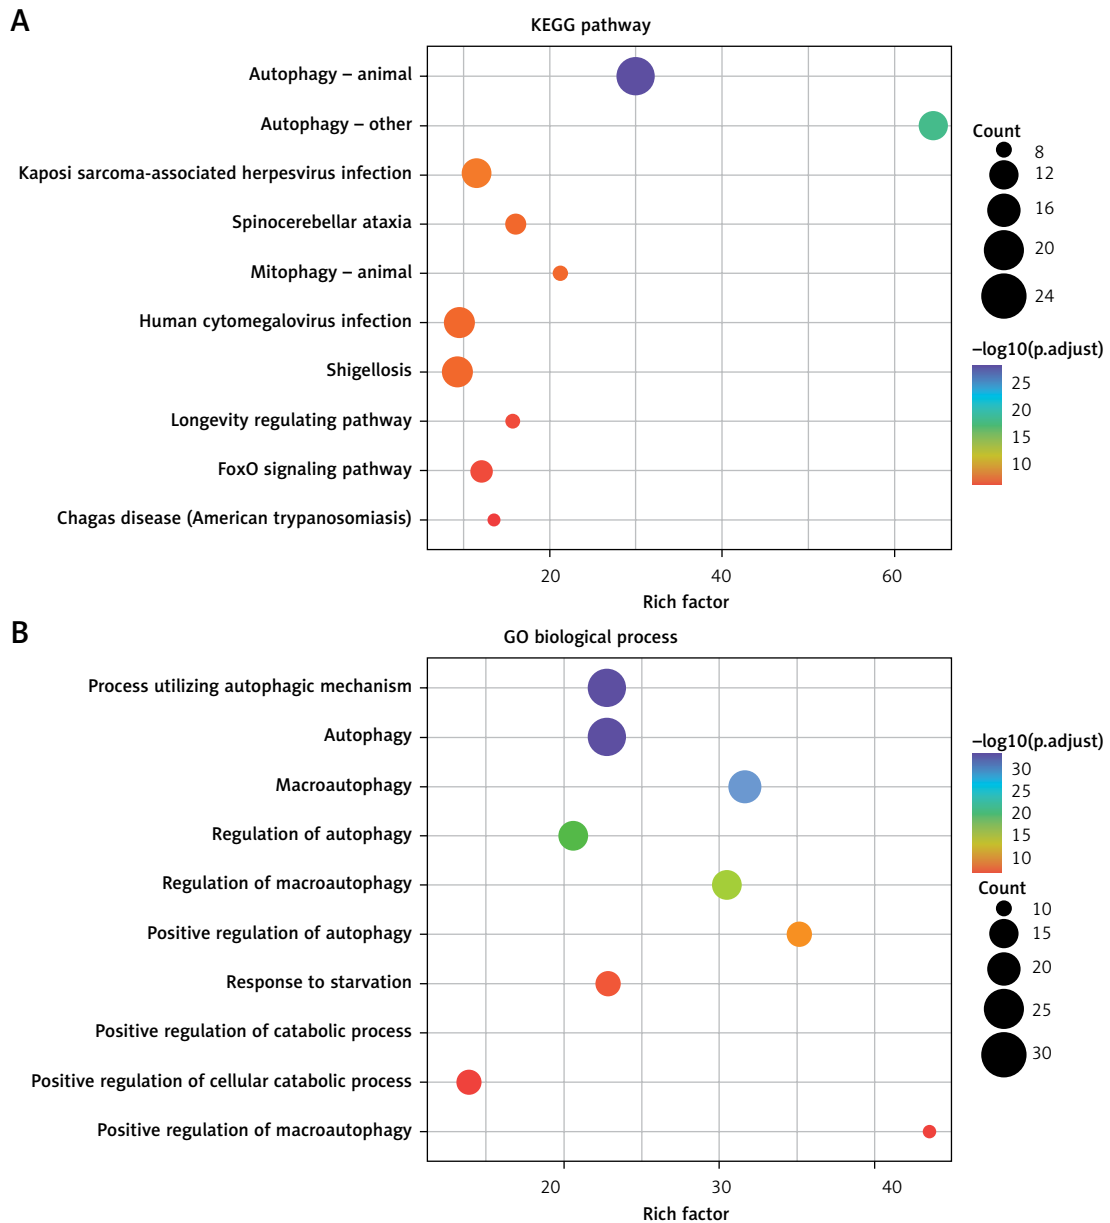 A
KEGG pathway
Autophagy – animal
Autophagy – other
Kaposi sarcoma-associated herpesvirus infection
Spinocerebellar ataxia
Mitophagy – animal
Human cytomegalovirus infection
Shigellosis
Longevity regulating pathway
FoxO signaling pathway
Chagas disease (American trypanosomiasis)
20 40 60
Rich factor
Count
8
12
16
20
24
–log10(p.adjust)
25
20
15
10
B
GO biological process
Process utilizing autophagic mechanism
Autophagy
Macroautophagy
Regulation of autophagy
Regulation of macroautophagy
Positive regulation of autophagy
Response to starvation
Positive regulation of catabolic process
Positive regulation of cellular catabolic process
Positive regulation of macroautophagy
20 30 40
Rich factor
–log10(p.adjust)
30
25
20
15
10
Count
10
15
20
25
30